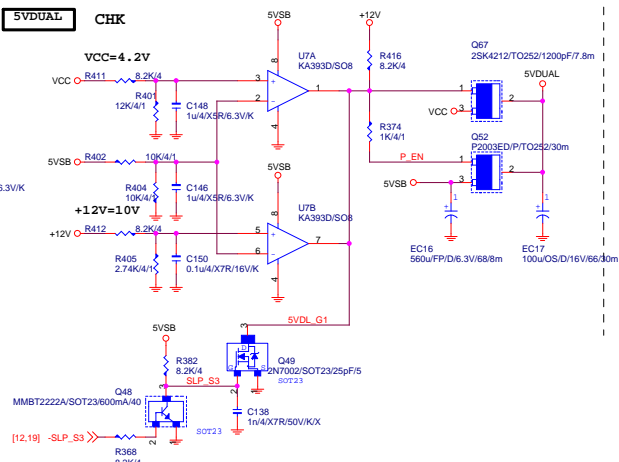 5VDUAL CHK
VCC=4.2V
VCC R411 8.2K/4
R401
12K/4/1
C148
1u/4/X5R/6.3V/K
5VSB
U7A
KA393D/SO8
3
+
2
-
8
4
1
+12V
R416
8.2K/4
R374
1K/4/1
P_EN
Q67
2SK4212/TO252/1200pF/7.8m
5VDUAL
1
2
VCC 3
Q52
P2003ED/P/TO252/30m
1
2
5VSB 3
5VSB R402 10K/4/1
R404
10K/4/1
C146
1u/4/X5R/6.3V/K
6.3V/K
+12V=10V
+12V R412 8.2K/4
R405
2.74K/4/1
C150
0.1u/4/X7R/16V/K
5VSB
U7B
KA393D/SO8
5
+
6
-
8
4
7
+ 1
EC16
560u/FP/D/6.3V/68/8m
+ 1
EC17
100u/OS/D/16V/66/30m
5VDL_G1
5VSB
R382
8.2K/4
SLP_S3
3
D
G
S
2
1
Q49
2N7002/SOT23/25pF/5
SOT23
Q48
MMBT2222A/SOT23/600mA/40
3
2
1
SOT23
C138
1n/4/X7R/50V/K/X
[12,19] -SLP_S3
R368
8.2K/4